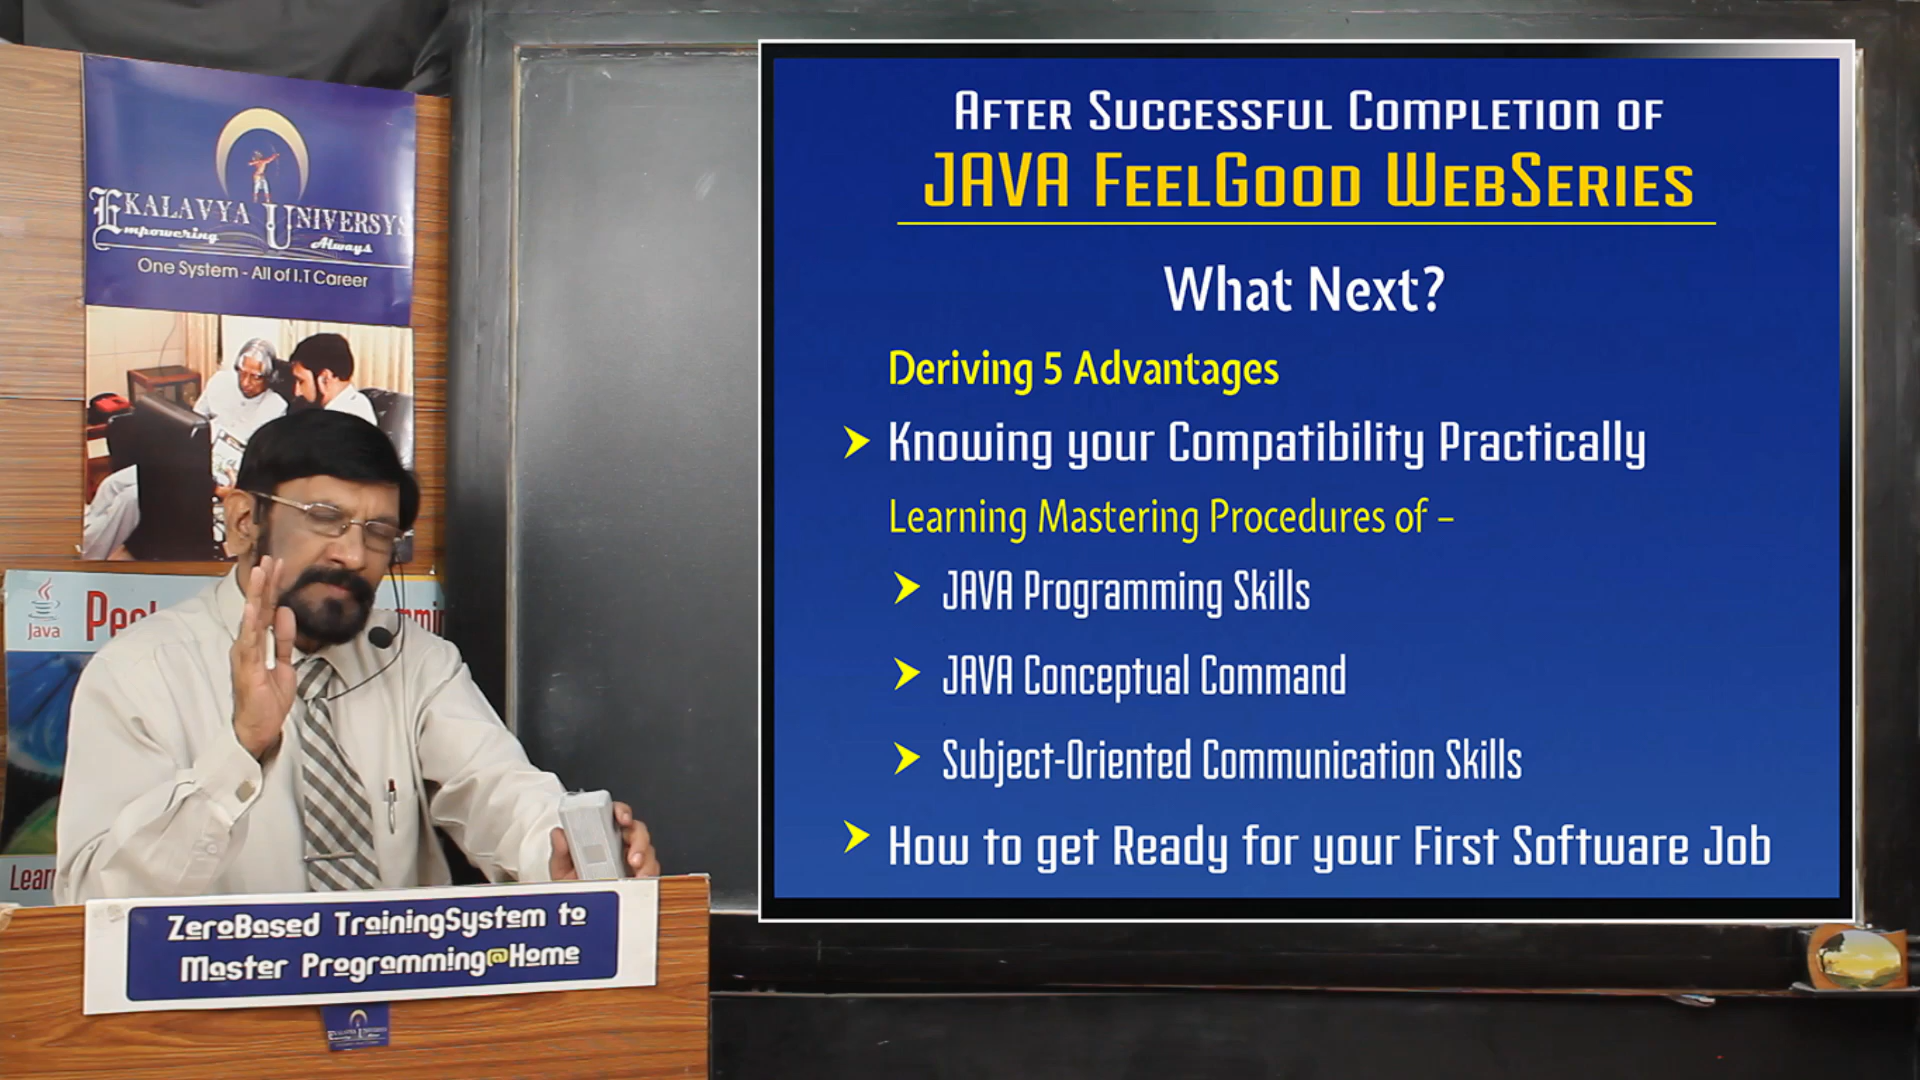 EKALAVYA UNIVERSYS
Empowering Always
One System - All of I.T Career
Java
Lear
ZeroBased TrainingSystem to
Master Programming@Home
After Successful Completion of
JAVA FeelGood WebSeries
What Next?
Deriving 5 Advantages
Knowing your Compatibility Practically
Learning Mastering Procedures of –
JAVA Programming Skills
JAVA Conceptual Command
Subject-Oriented Communication Skills
How to get Ready for your First Software Job